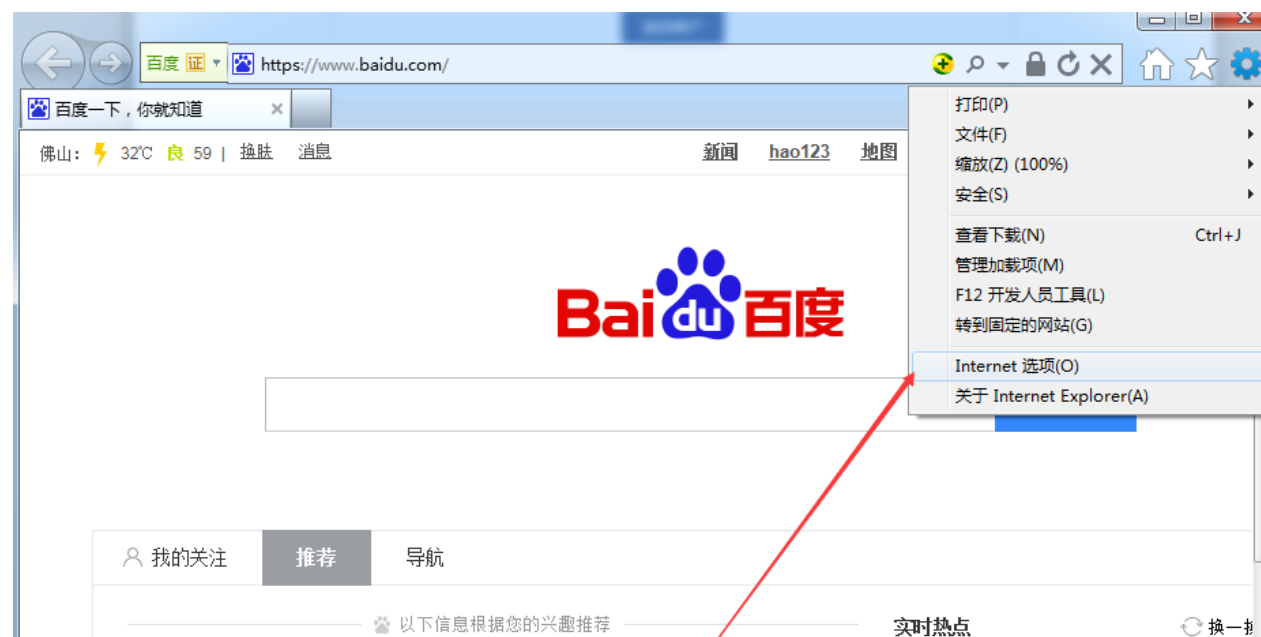 百度 证 https://www.baidu.com/
百度一下，你就知道
佛山： 32℃ 良 59 | 换肤 消息 新闻 hao123 地图
打印(P)
文件(F)
缩放(Z) (100%)
安全(S)
查看下载(N) Ctrl+J
管理加载项(M)
F12 开发人员工具(L)
转到固定的网站(G)
Internet 选项(O)
关于 Internet Explorer(A)
Bai du 百度
我的关注 推荐 导航
以下信息根据您的兴趣推荐 实时热点 换一